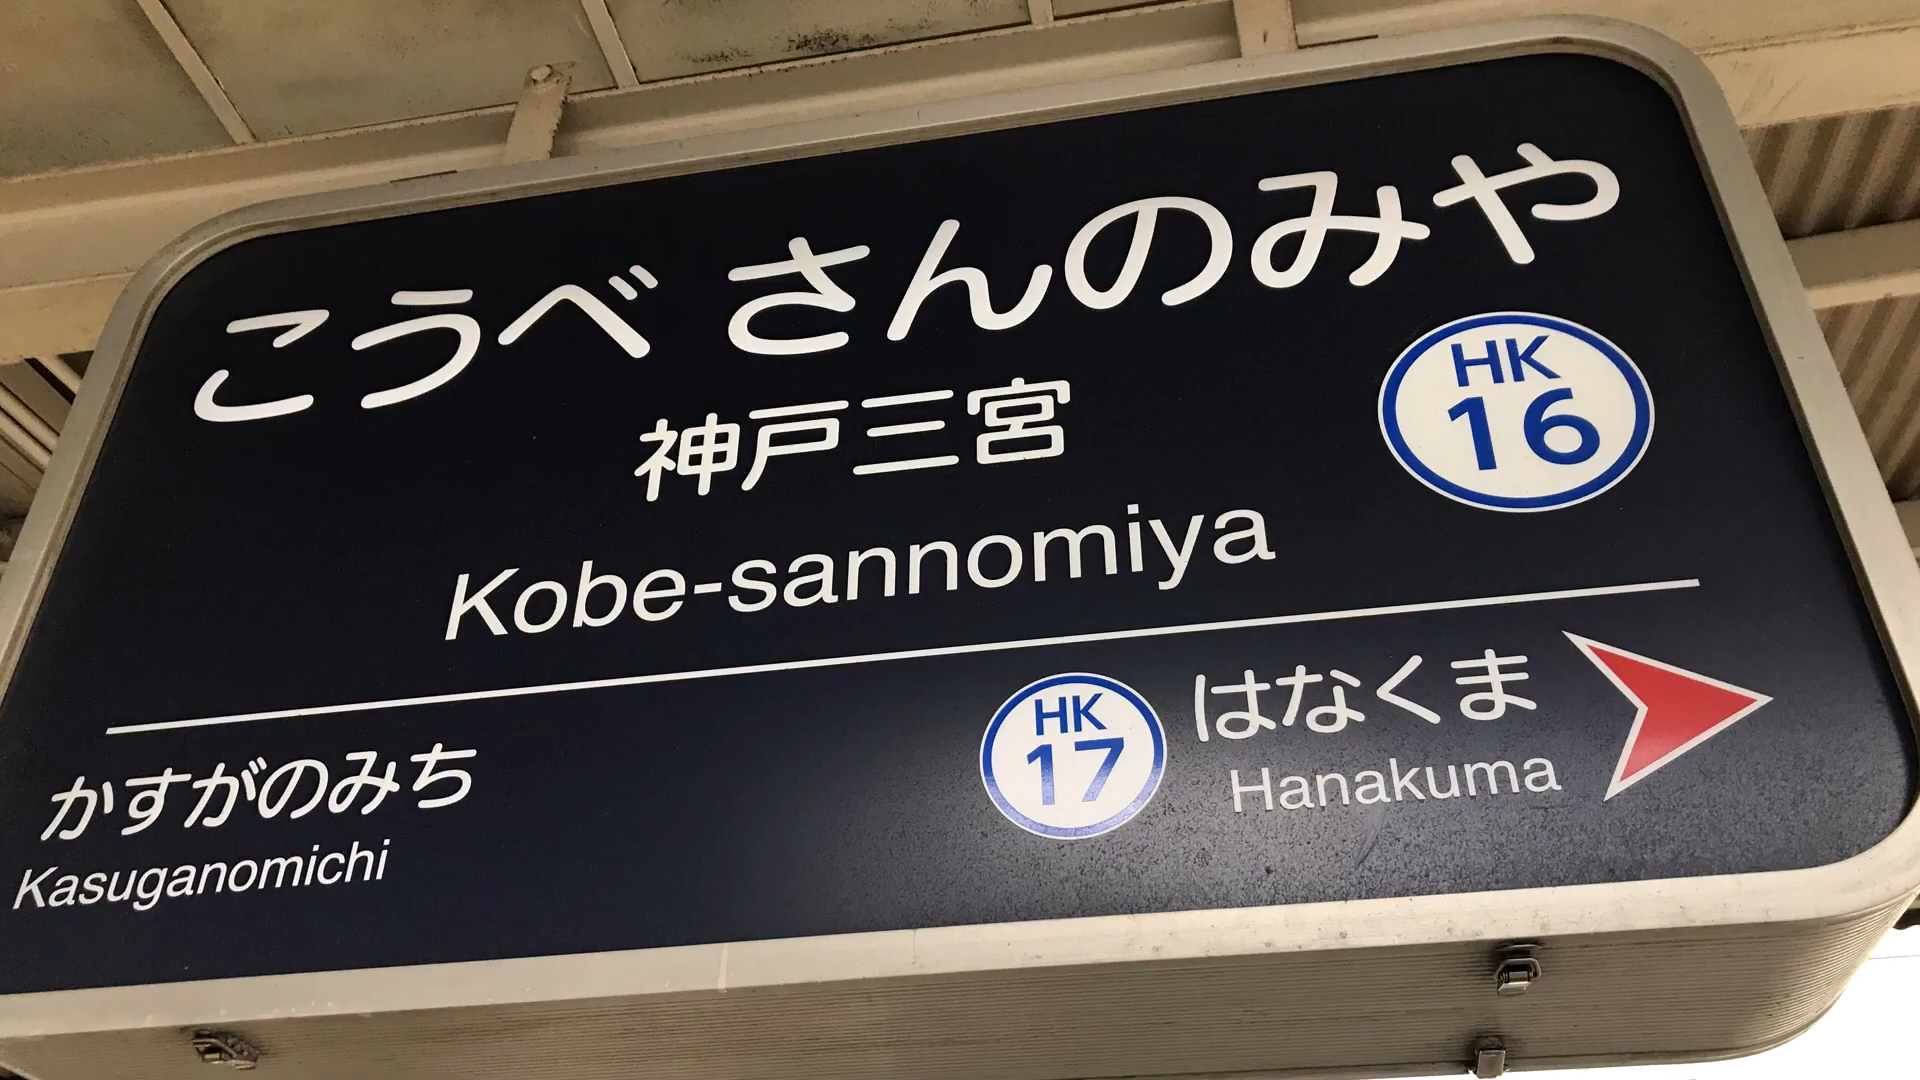 こうべ さんのみや
神戸三宮
HK
16
Kobe-sannomiya
かすがのみち
Kasuganomichi
HK
17
はなくま
Hanakuma